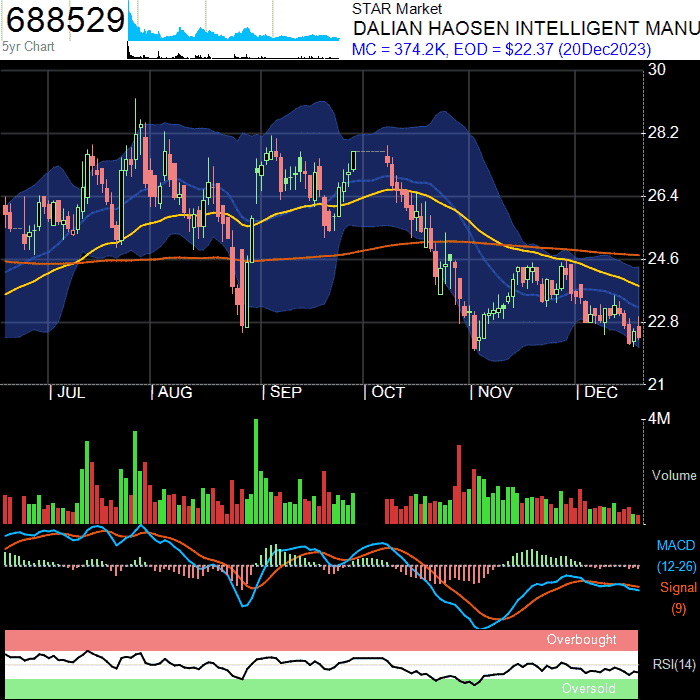 688529
5yr Chart
STAR Market
DALIAN HAOSEN INTELLIGENT MANU
MC = 374.2K, EOD = $22.37 (20Dec2023)
30
28.2
26.4
24.6
22.8
21
| JUL | AUG | SEP | OCT | NOV | DEC
4M
Volume
MACD
(12-26)
Signal
(9)
Overbought
RSI(14)
Oversold